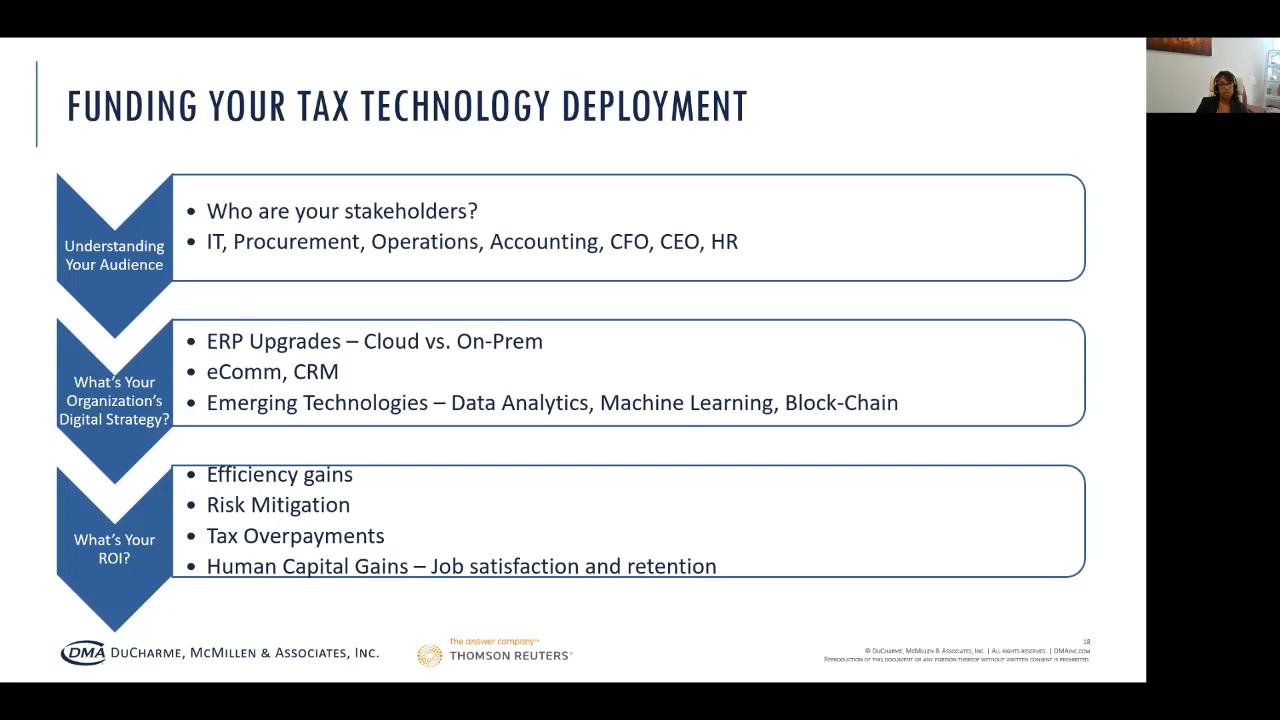 FUNDING YOUR TAX TECHNOLOGY DEPLOYMENT
Understanding
Your Audience
• Who are your stakeholders?
• IT, Procurement, Operations, Accounting, CFO, CEO, HR
What's Your
Organization's
Digital Strategy?
• ERP Upgrades – Cloud vs. On-Prem
• eComm, CRM
• Emerging Technologies – Data Analytics, Machine Learning, Block-Chain
What's Your
ROI?
• Efficiency gains
• Risk Mitigation
• Tax Overpayments
• Human Capital Gains – Job satisfaction and retention
DMA DUCHARME, MCMILLEN & ASSOCIATES, INC.
the answer company™
THOMSON REUTERS®
18
© DUCHARME, MCMILLEN & ASSOCIATES, INC. | ALL RIGHTS RESERVED. | DMAINC.COM
REPRODUCTION OF THIS DOCUMENT OR ANY PORTION THEREOF WITHOUT WRITTEN CONSENT IS PROHIBITED.